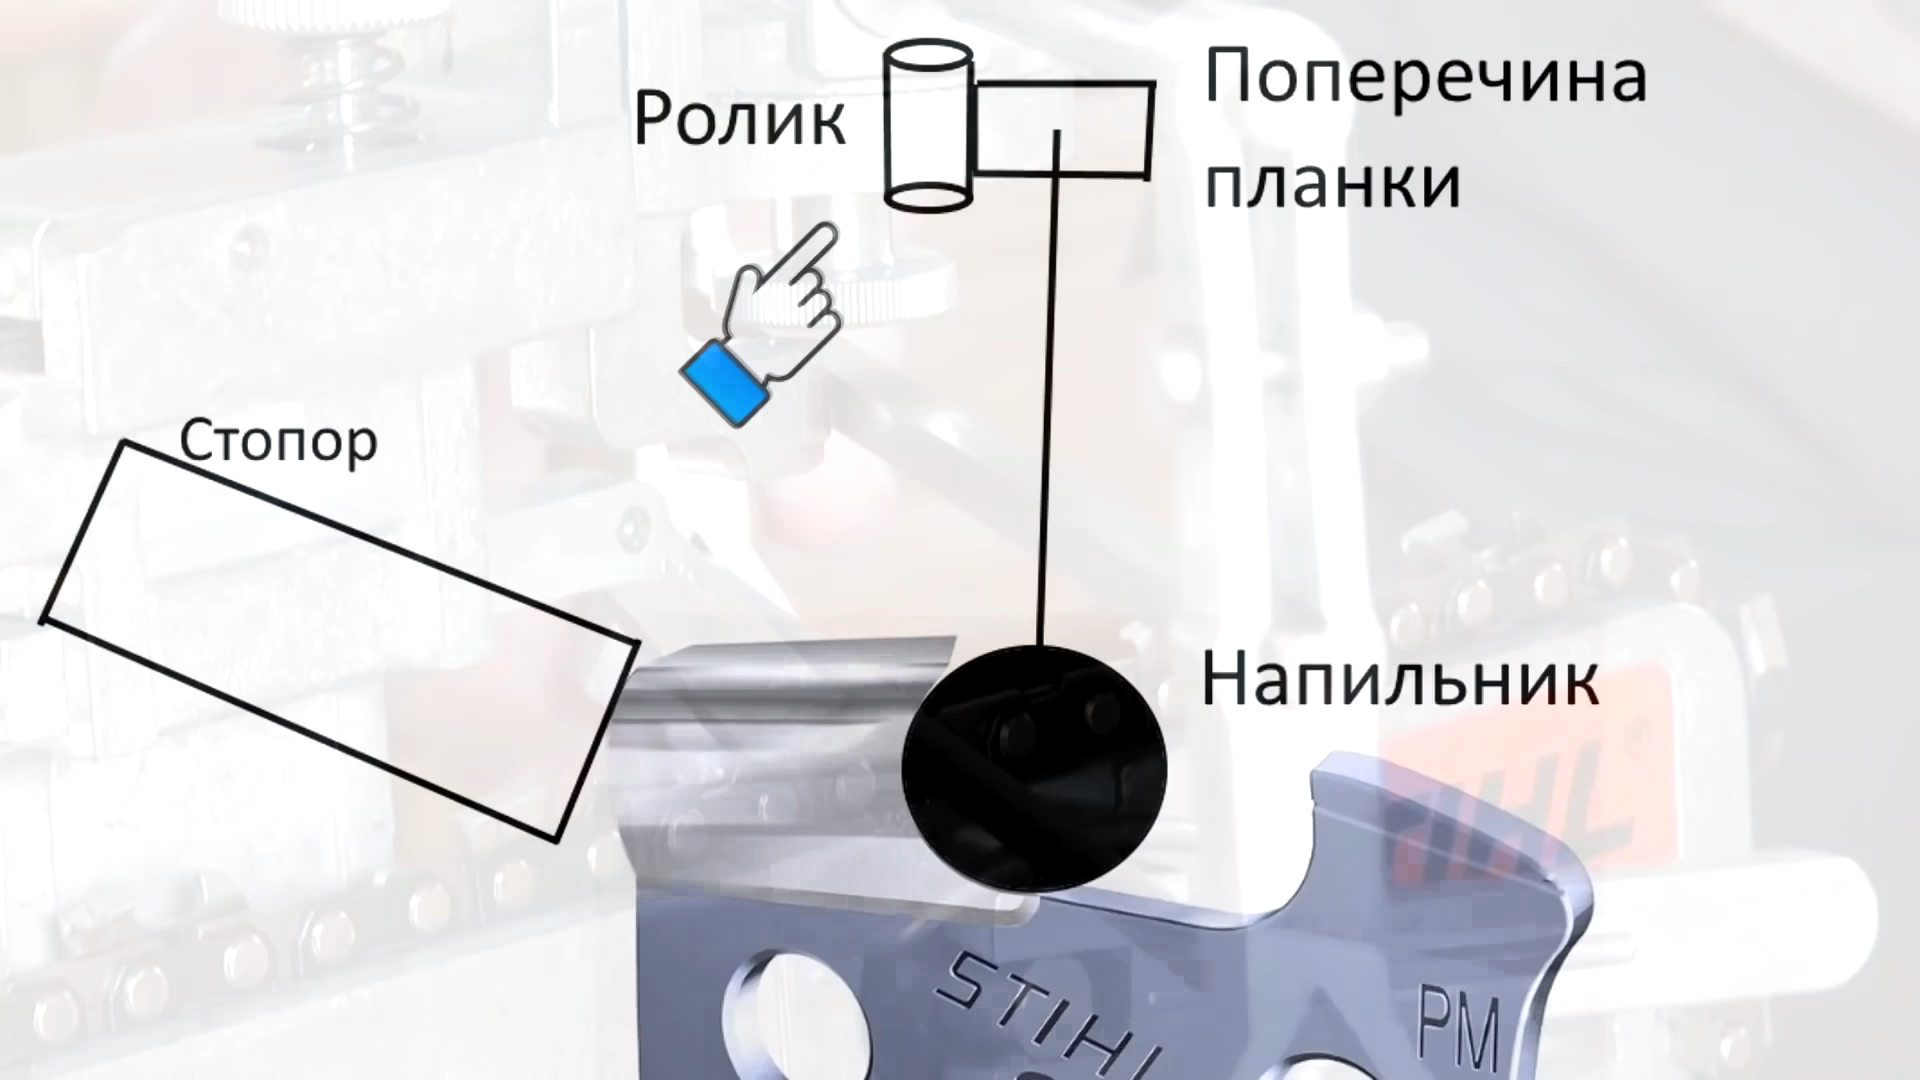 Ролик
Поперечина
планки
Стопор
Напильник
STIHL
PM